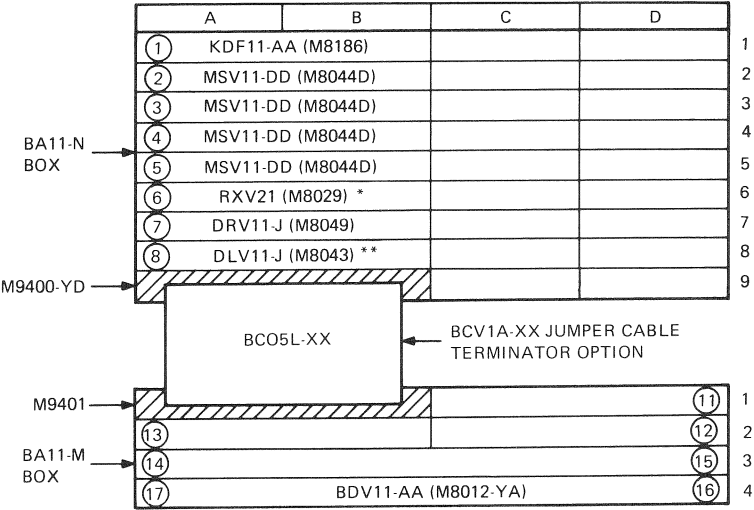 A B C D
1 KDF11-AA (M8186) 1
2 MSV11-DD (M8044D) 2
3 MSV11-DD (M8044D) 3
4 MSV11-DD (M8044D) 4
BA11-N
BOX
5 MSV11-DD (M8044D) 5
6 RXV21 (M8029) * 6
7 DRV11-J (M8049) 7
8 DLV11-J (M8043) ** 8
M9400-YD 9
BCO5L-XX
BCV1A-XX JUMPER CABLE
TERMINATOR OPTION
M9401 11 1
13 12 2
BA11-M
BOX
14 15 3
17 BDV11-AA (M8012-YA) 16 4